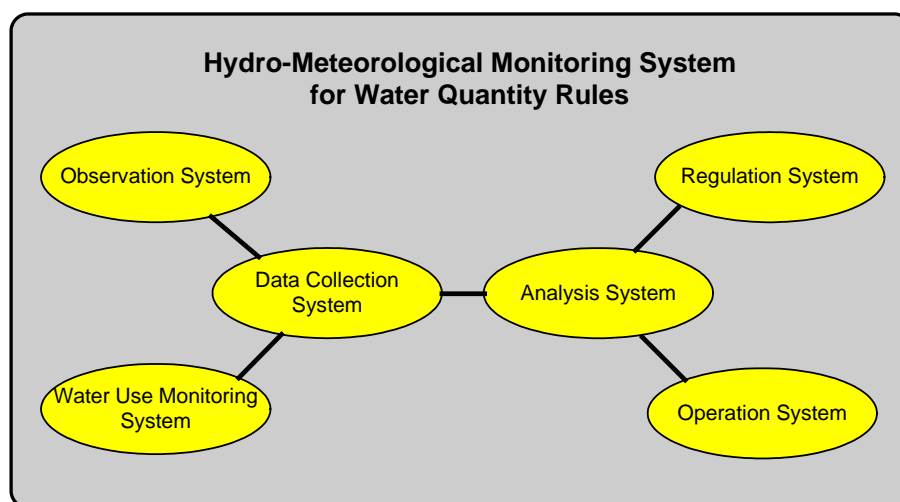 Hydro-Meteorological Monitoring System
for Water Quantity Rules
Observation System
Regulation System
Data Collection
System
Analysis System
Water Use Monitoring
System
Operation System